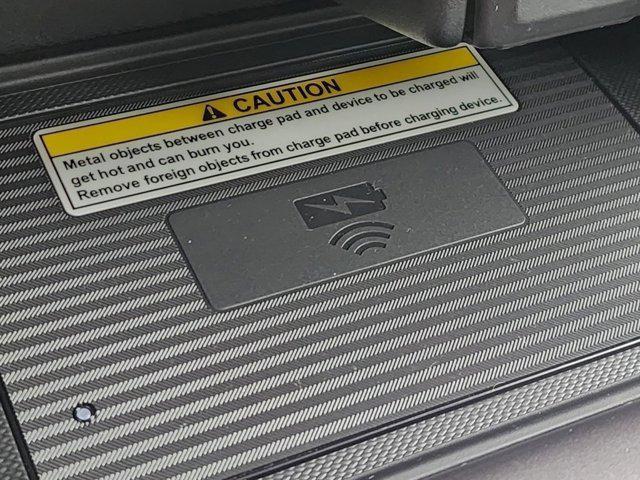 CAUTION
Metal objects between charge pad and device to be charged will
get hot and can burn you.
Remove foreign objects from charge pad before charging device.